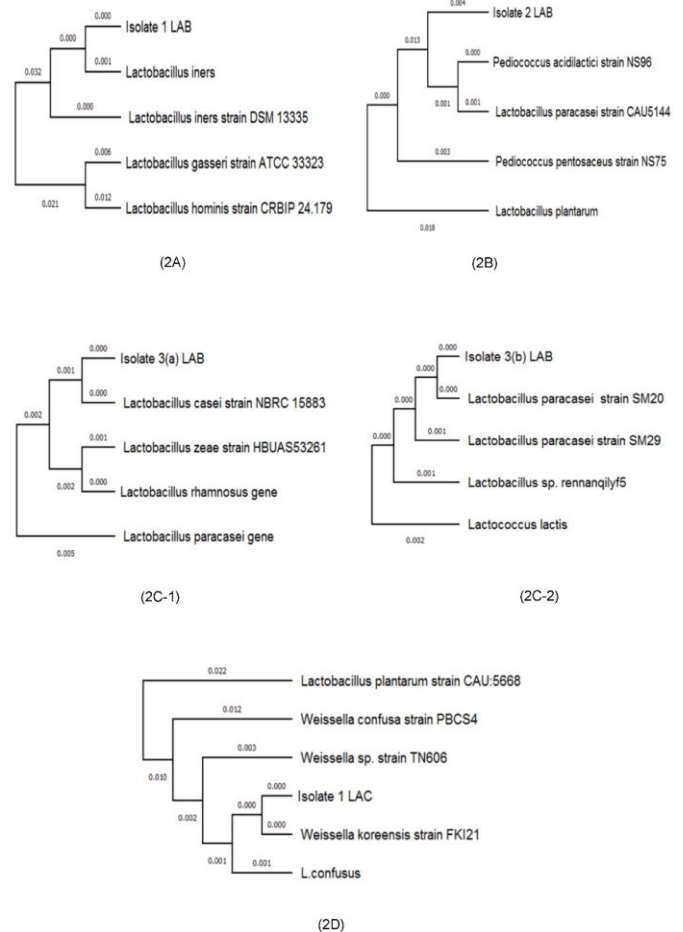 0.000
Isolate 1 LAB
0.000
0.001
Lactobacillus iners
0.032
0.000
Lactobacillus iners strain DSM 13335
0.006
Lactobacillus gasseri strain ATCC 33323
0.021
0.012
Lactobacillus hominis strain CRBIP 24.179
(2A)
0.004
Isolate 2 LAB
0.013
0.000
Pediococcus acidilactici strain NS96
0.000
0.001
0.001
Lactobacillus paracasei strain CAU5144
0.003
Pediococcus pentosaceus strain NS75
Lactobacillus plantarum
0.018
(2B)
0.000
Isolate 3(a) LAB
0.001
0.000
Lactobacillus casei strain NBRC 15883
0.002
0.001
Lactobacillus zeae strain HBUAS53261
0.002
0.000
Lactobacillus rhamnosus gene
Lactobacillus paracasei gene
0.005
(2C-1)
0.000
Isolate 3(b) LAB
0.000
0.000
Lactobacillus paracasei strain SM20
0.000
0.001
Lactobacillus paracasei strain SM29
0.000
0.001
Lactobacillus sp. rennanqilyf5
Lactococcus lactis
0.002
(2C-2)
0.022
Lactobacillus plantarum strain CAU:5668
0.012
Weissella confusa strain PBCS4
0.010
0.003
Weissella sp. strain TN606
0.000
Isolate 1 LAC
0.000
0.002
0.000
Weissella koreensis strain FKI21
0.001
0.001
L.confusus
(2D)